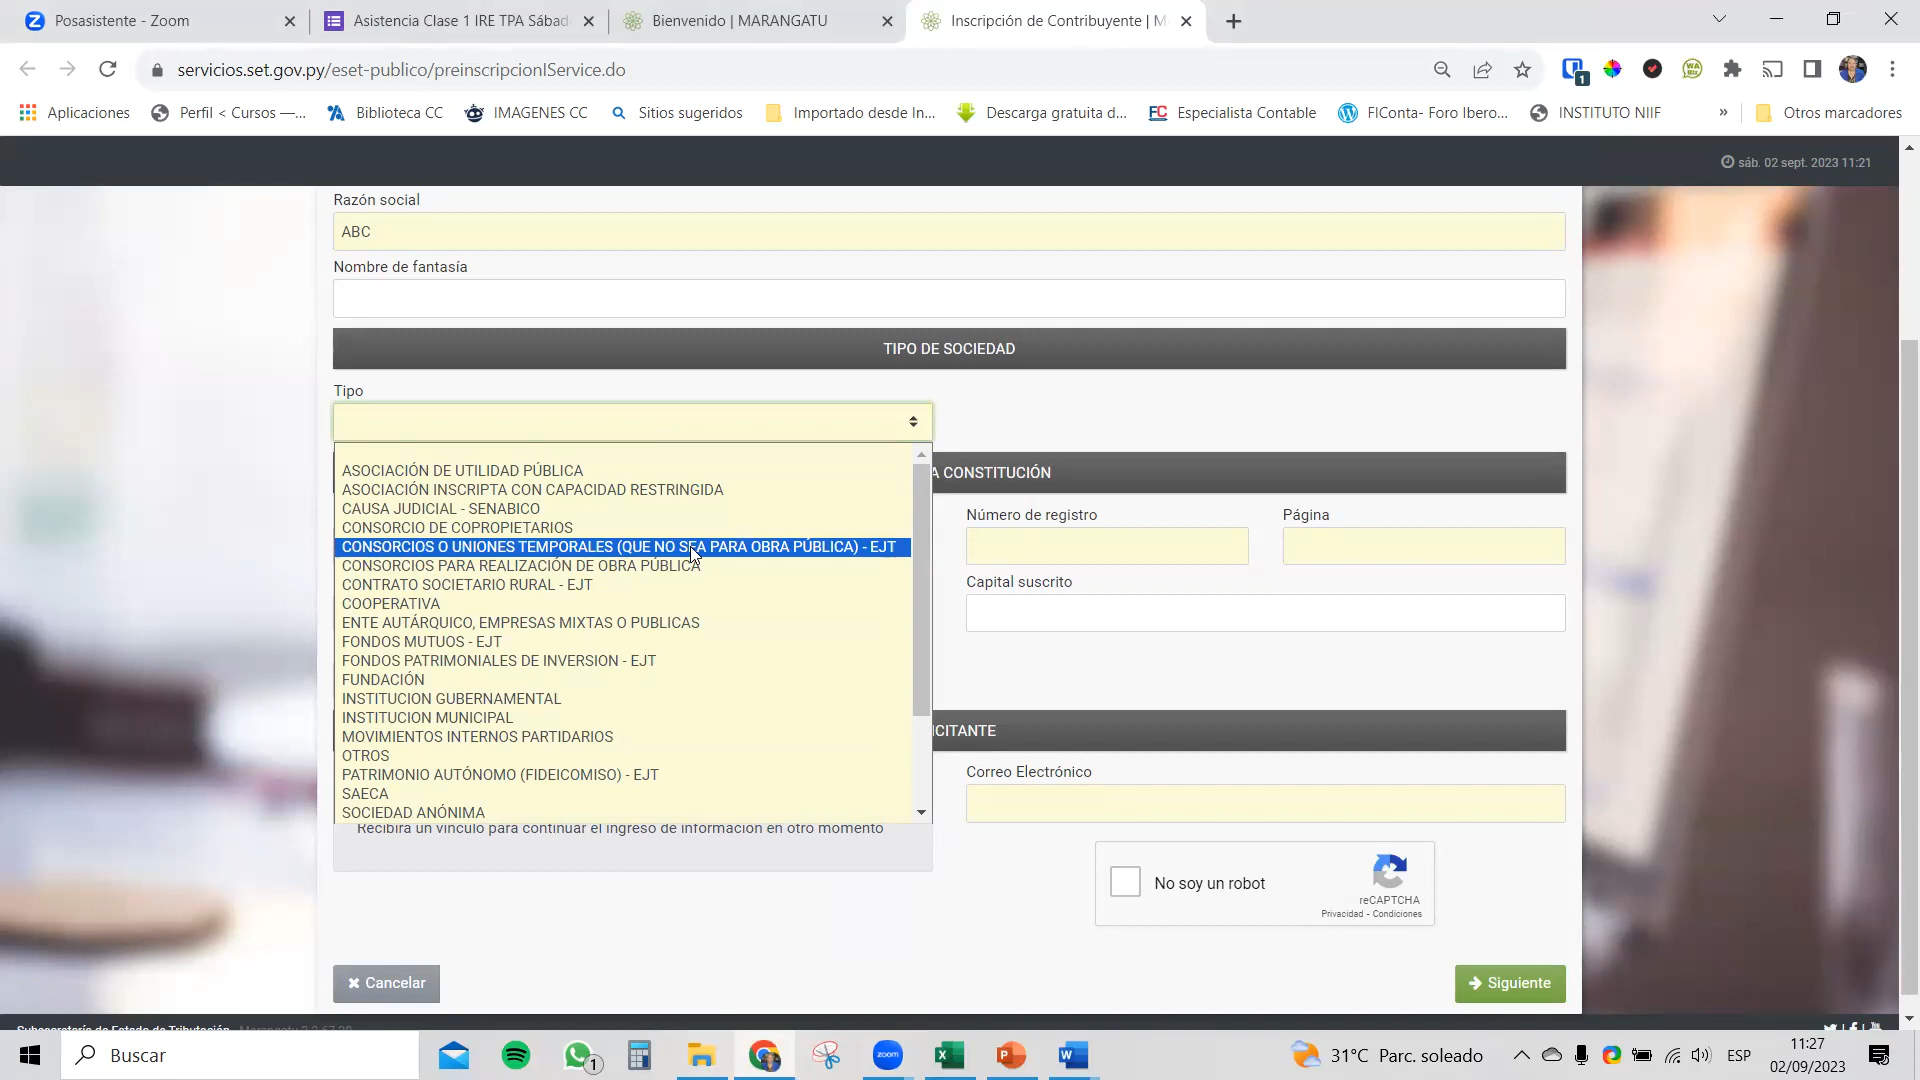 Posasistente - Zoom
Asistencia Clase 1 IRE TPA Sábad
Bienvenido | MARANGATU
Inscripción de Contribuyente | M
servicios.set.gov.py/eset-publico/preinscripcionIService.do
1
Aplicaciones
Perfil < Cursos —...
Biblioteca CC
IMAGENES CC
Sitios sugeridos
Importado desde In...
Descarga gratuita d...
Especialista Contable
FIConta- Foro Ibero...
INSTITUTO NIIF
»
Otros marcadores
sáb. 02 sept. 2023 11:21
Razón social
ABC
Nombre de fantasía
TIPO DE SOCIEDAD
Tipo
ASOCIACIÓN DE UTILIDAD PÚBLICA
ASOCIACIÓN INSCRIPTA CON CAPACIDAD RESTRINGIDA
CAUSA JUDICIAL - SENABICO
CONSORCIO DE COPROPIETARIOS
CONSORCIOS O UNIONES TEMPORALES (QUE NO SEA PARA OBRA PÚBLICA) - EJT
CONSORCIOS PARA REALIZACIÓN DE OBRA PÚBLICA
CONTRATO SOCIETARIO RURAL - EJT
COOPERATIVA
ENTE AUTÁRQUICO, EMPRESAS MIXTAS O PUBLICAS
FONDOS MUTUOS - EJT
FONDOS PATRIMONIALES DE INVERSION - EJT
FUNDACIÓN
INSTITUCION GUBERNAMENTAL
INSTITUCION MUNICIPAL
MOVIMIENTOS INTERNOS PARTIDARIOS
OTROS
PATRIMONIO AUTÓNOMO (FIDEICOMISO) - EJT
SAECA
SOCIEDAD ANÓNIMA
A CONSTITUCIÓN
Número de registro
Página
Capital suscrito
ICITANTE
Correo Electrónico
Recibirá un vínculo para continuar el ingreso de información en otro momento
No soy un robot
reCAPTCHA
Privacidad - Condiciones
Cancelar
Siguiente
Subsecretaría de Estado de Tributación
Buscar
1
zoom
31°C Parc. soleado
ESP
11:27
02/09/2023